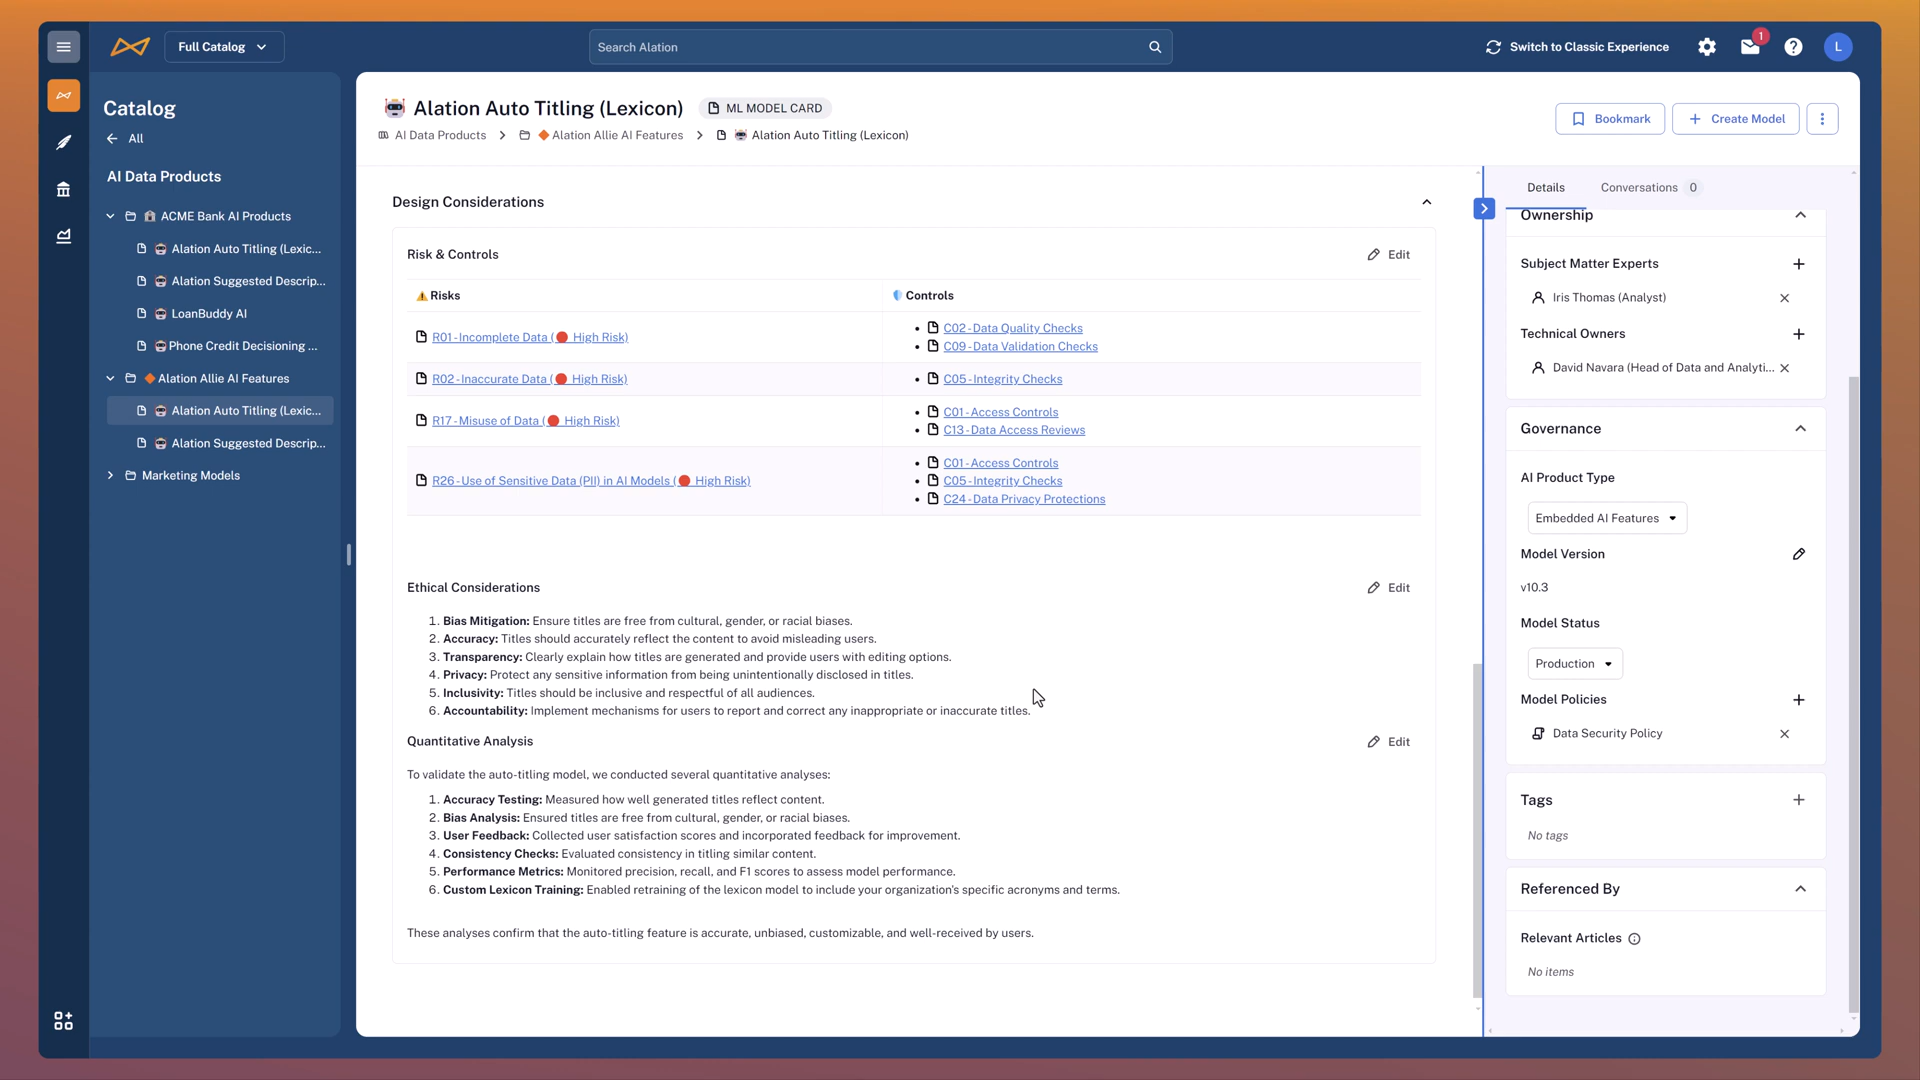 Full Catalog
Search Alation
Switch to Classic Experience
1
L
Catalog
All
AI Data Products
ACME Bank AI Products
Alation Auto Titling (Lexic...
Alation Suggested Descrip...
LoanBuddy AI
Phone Credit Decisioning ...
Alation Allie AI Features
Alation Auto Titling (Lexic...
Alation Suggested Descrip...
Marketing Models
Alation Auto Titling (Lexicon)
ML MODEL CARD
AI Data Products > Alation Allie AI Features > Alation Auto Titling (Lexicon)
Bookmark
Create Model
Design Considerations
Risk & Controls
Edit
Risks
Controls
R01 - Incomplete Data ( High Risk)
C02 - Data Quality Checks
C09 - Data Validation Checks
R02 - Inaccurate Data ( High Risk)
C05 - Integrity Checks
R17 - Misuse of Data ( High Risk)
C01 - Access Controls
C13 - Data Access Reviews
R26 - Use of Sensitive Data (PII) in AI Models ( High Risk)
C01 - Access Controls
C05 - Integrity Checks
C24 - Data Privacy Protections
Ethical Considerations
Edit
1. Bias Mitigation: Ensure titles are free from cultural, gender, or racial biases.
2. Accuracy: Titles should accurately reflect the content to avoid misleading users.
3. Transparency: Clearly explain how titles are generated and provide users with editing options.
4. Privacy: Protect any sensitive information from being unintentionally disclosed in titles.
5. Inclusivity: Titles should be inclusive and respectful of all audiences.
6. Accountability: Implement mechanisms for users to report and correct any inappropriate or inaccurate titles.
Quantitative Analysis
Edit
To validate the auto-titling model, we conducted several quantitative analyses:
1. Accuracy Testing: Measured how well generated titles reflect content.
2. Bias Analysis: Ensured titles are free from cultural, gender, or racial biases.
3. User Feedback: Collected user satisfaction scores and incorporated feedback for improvement.
4. Consistency Checks: Evaluated consistency in titling similar content.
5. Performance Metrics: Monitored precision, recall, and F1 scores to assess model performance.
6. Custom Lexicon Training: Enabled retraining of the lexicon model to include your organization's specific acronyms and terms.
These analyses confirm that the auto-titling feature is accurate, unbiased, customizable, and well-received by users.
Details
Conversations 0
Ownership
Subject Matter Experts
Iris Thomas (Analyst)
Technical Owners
David Navara (Head of Data and Analyti...
Governance
AI Product Type
Embedded AI Features
Model Version
v10.3
Model Status
Production
Model Policies
Data Security Policy
Tags
No tags
Referenced By
Relevant Articles
No items